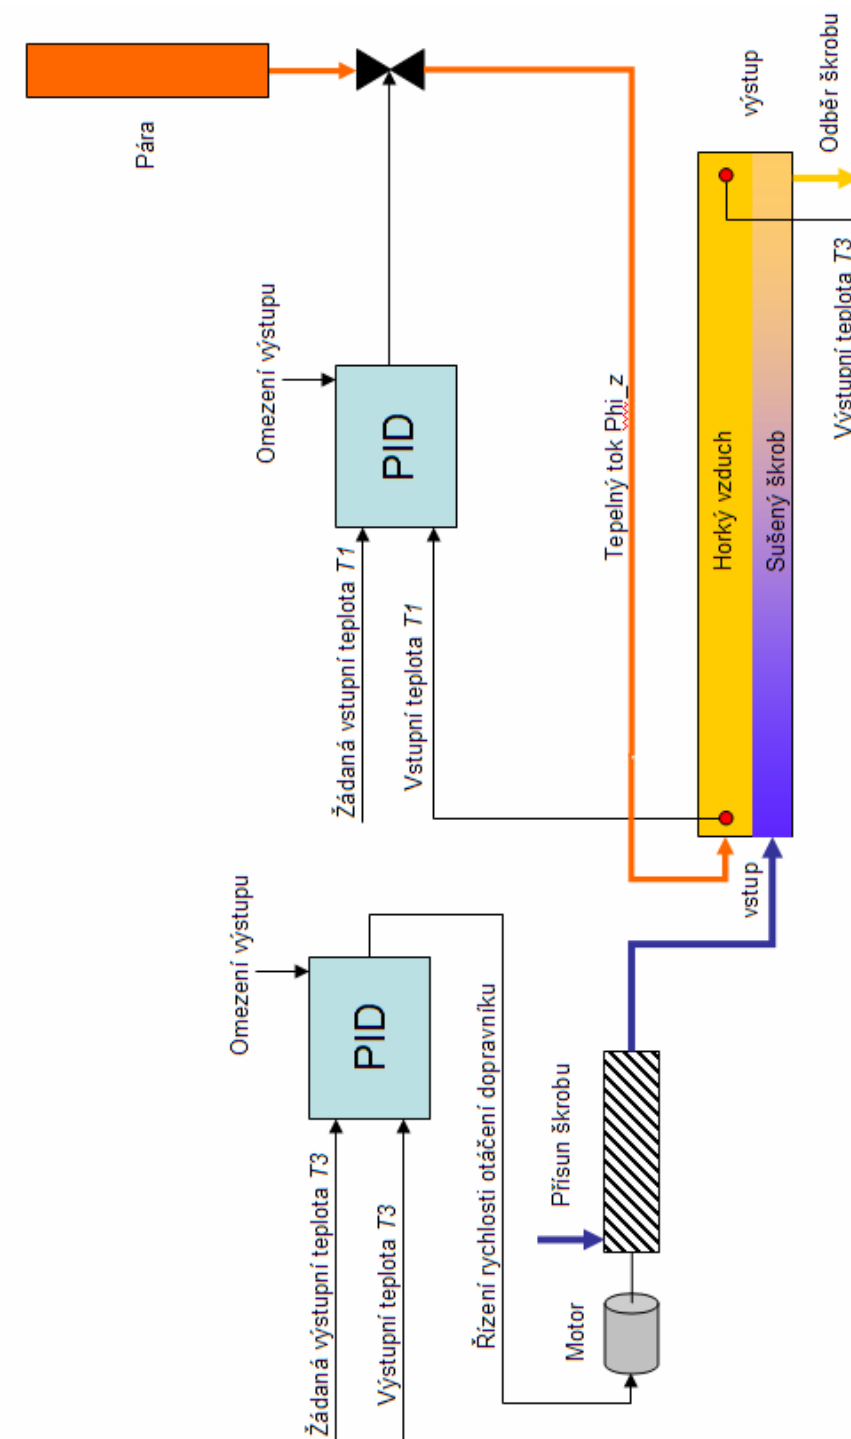 Pára
Omezení výstupu
Omezení výstupu
Žádaná výstupní teplota T3
Žádaná vstupní teplota T1
PID
PID
Výstupní teplota T3
Vstupní teplota T1
Řízení rychlosti otáčení dopravníku
Přísun škrobu
Motor
Tepelný tok Phi_z
Horký vzduch
vstup
výstup
Sušený škrob
Odběr škrobu
Výstupní teplota T3